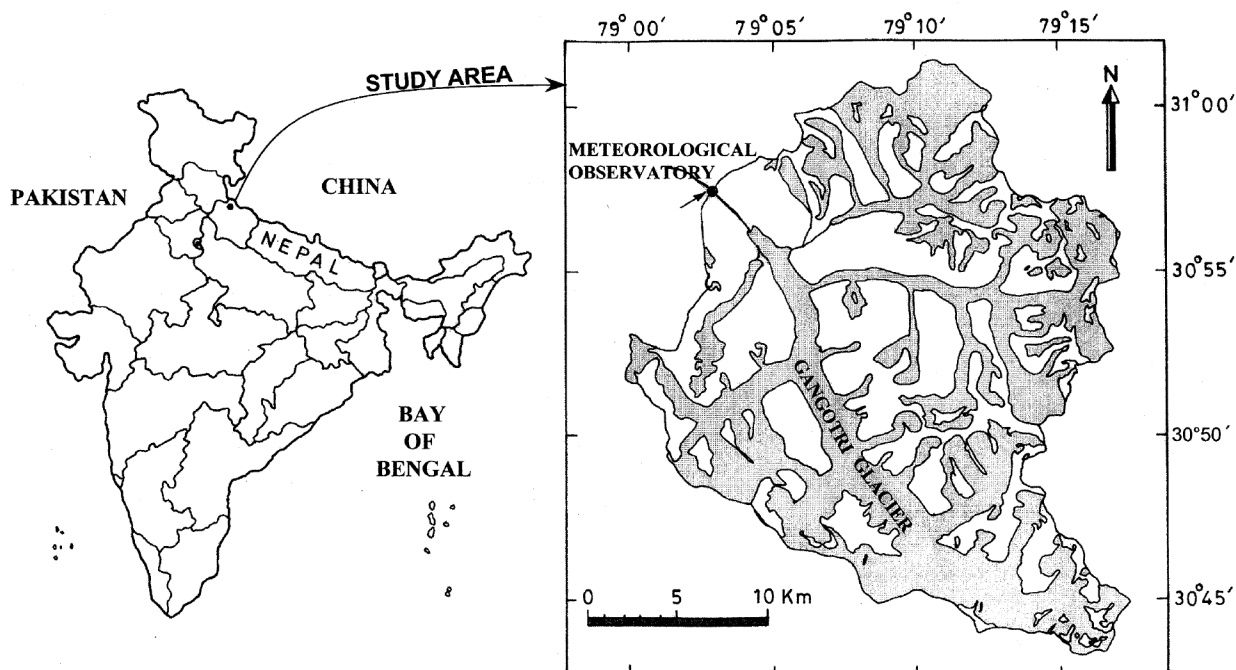 STUDY AREA
PAKISTAN
CHINA
NEPAL
BAY
OF
BENGAL
79°00′ 79°05′ 79°10′ 79°15′
N
31°00′
METEOROLOGICAL
OBSERVATORY
30°55′
30°50′
GANGOTRI GLACIER
30°45′
0 5 10 Km